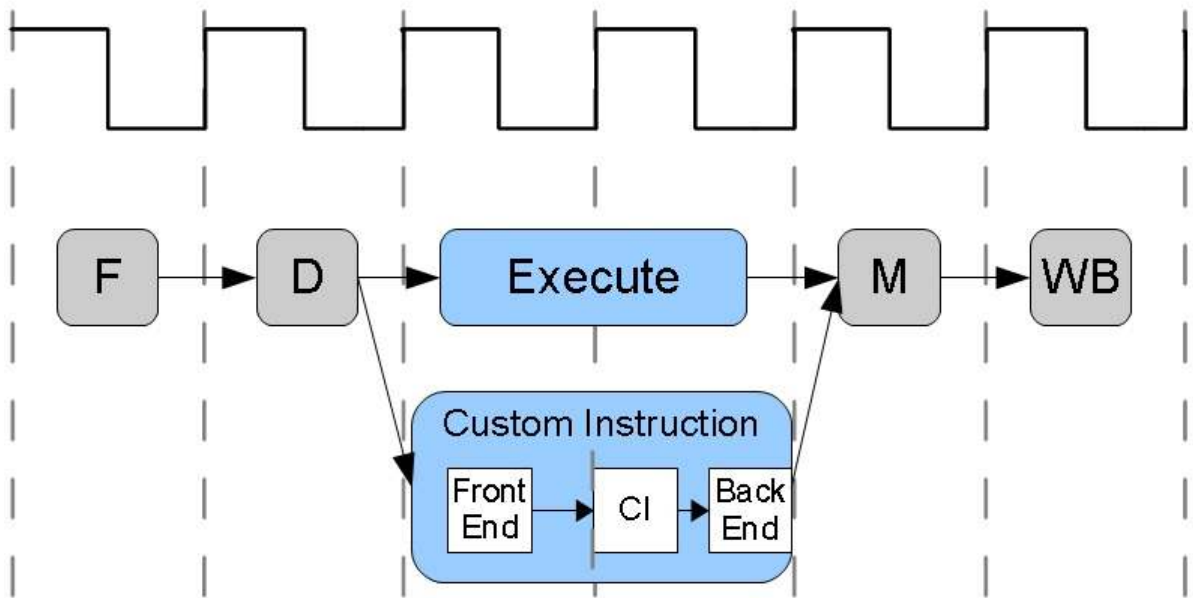 F
D
Execute
M
WB
Custom Instruction
Front
End
CI
Back
End